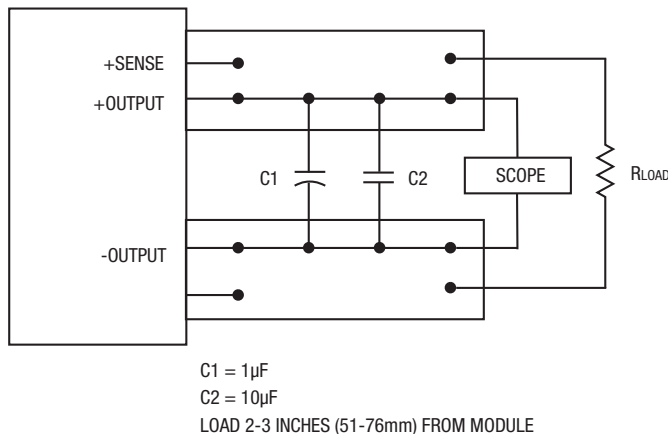 +SENSE
+OUTPUT
C1
C2
SCOPE
RLOAD
-OUTPUT
C1 = 1µF
C2 = 10µF
LOAD 2-3 INCHES (51-76mm) FROM MODULE